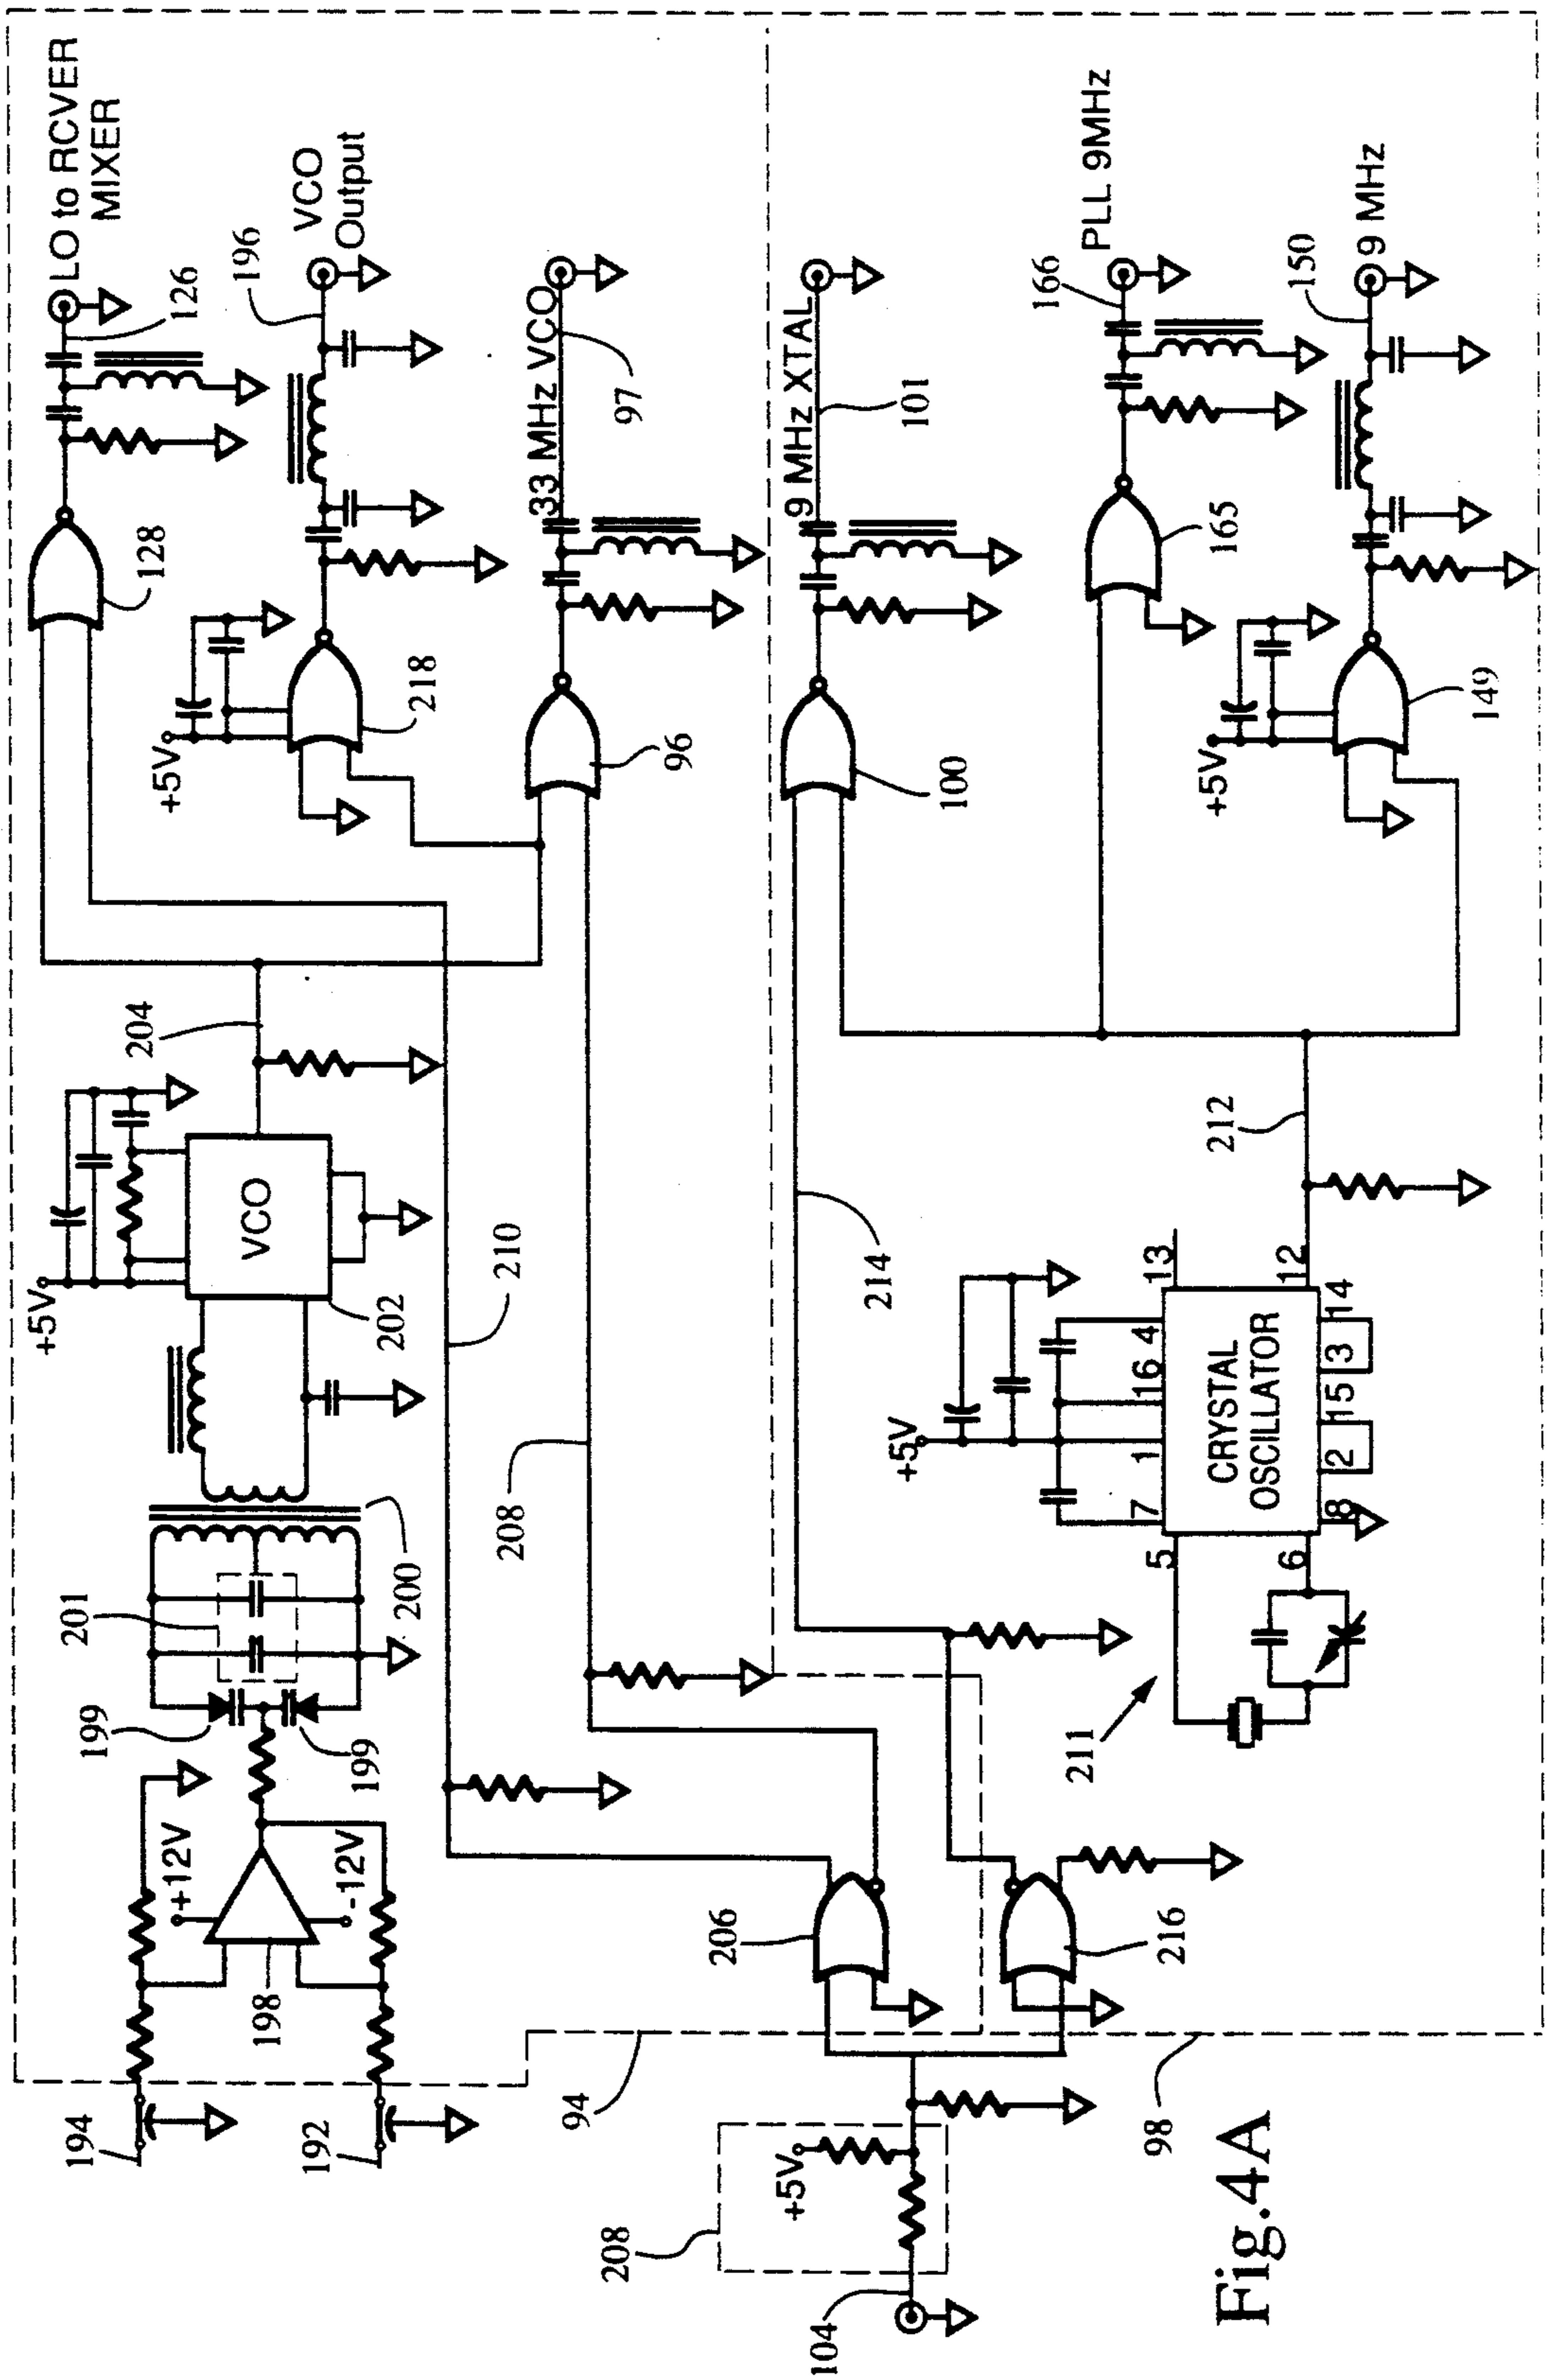 LO to RCVER
MIXER
126
128
VCO
Output
196
+5V
218
33 MHz VCO
97
96
204
+5V
VCO
202
210
201
200
199
199
+12V
-12V
198
194
192
208
206
94
9 MHz XTAL
101
100
PLL 9MHz
166
165
9 MHz
150
+5V
149
212
214
+5V
13
12
4
16
1
7
5
6
CRYSTAL
OSCILLATOR
14
3
15
2
8
211
216
98
+5V
208
104
Fig.4A